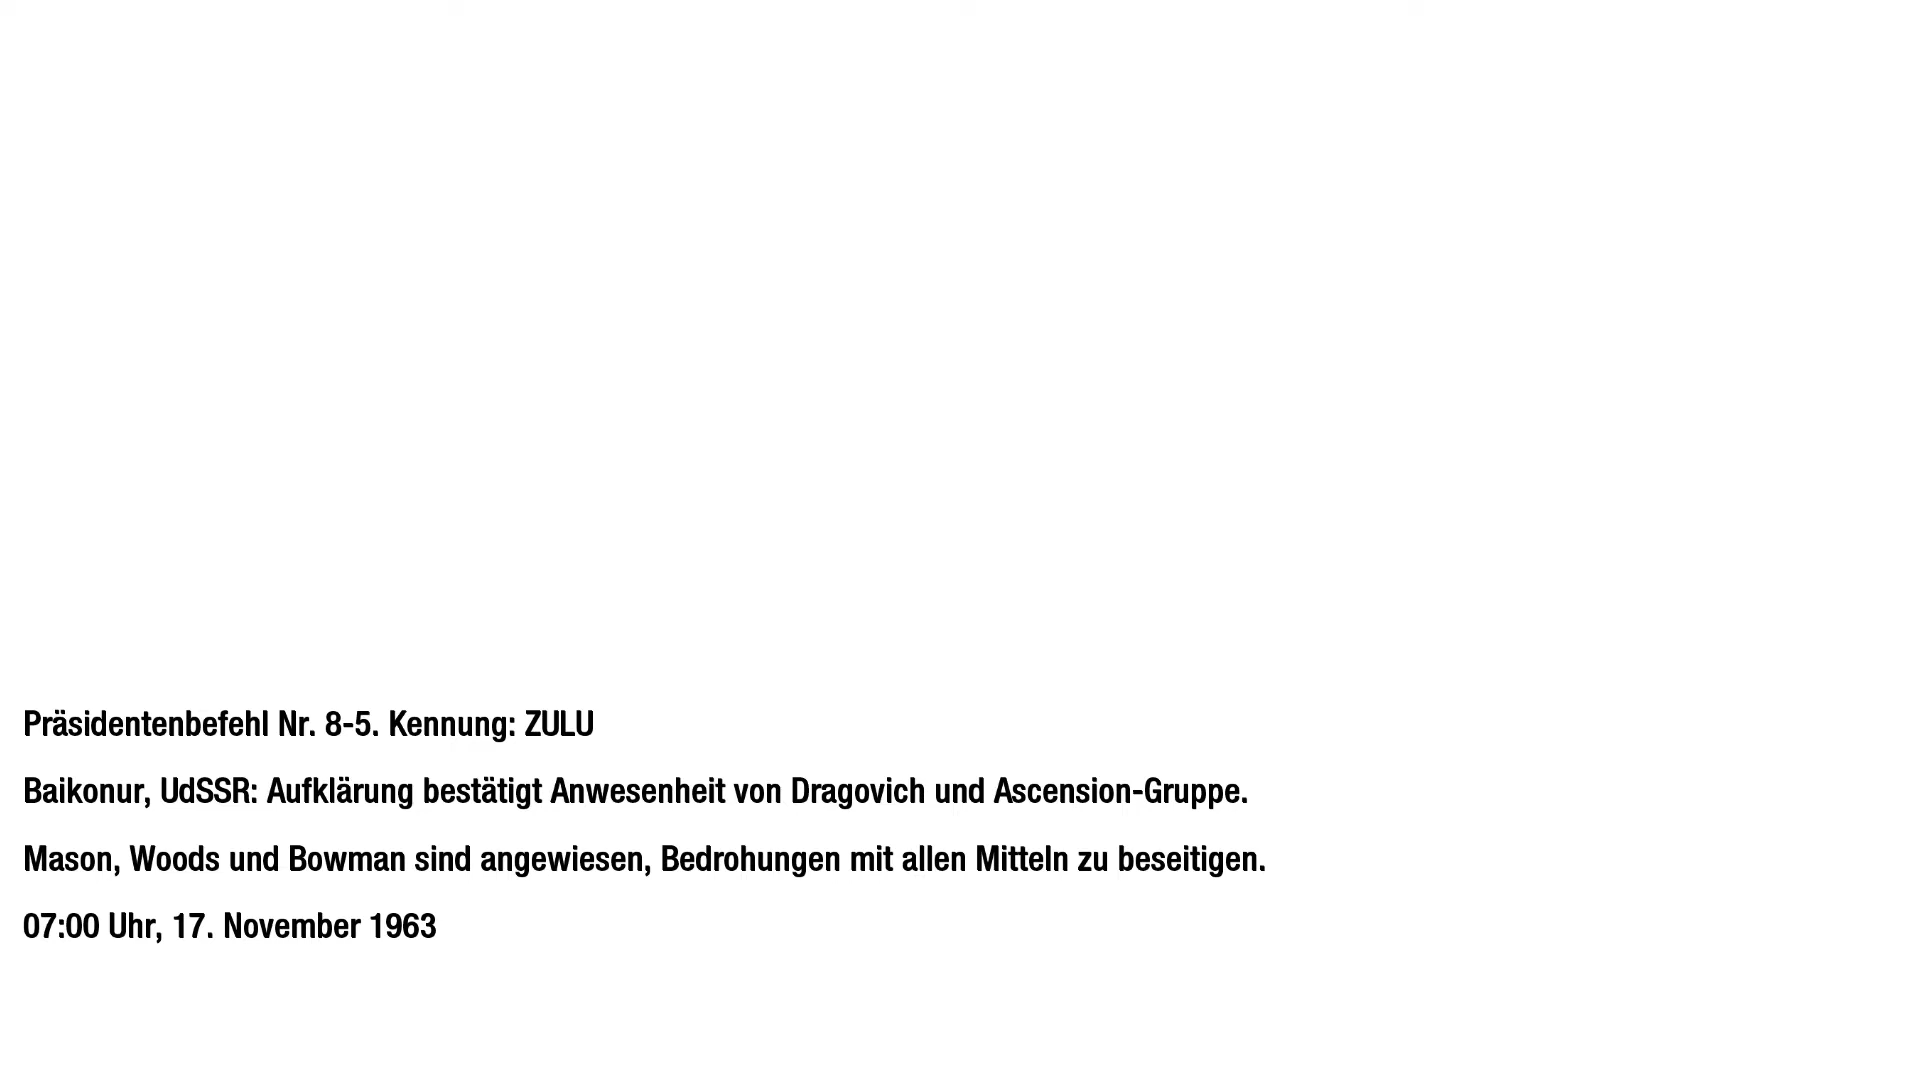 Präsidentenbefehl Nr. 8-5. Kennung: ZULU
Baikonur, UdSSR: Aufklärung bestätigt Anwesenheit von Dragovich und Ascension-Gruppe.
Mason, Woods und Bowman sind angewiesen, Bedrohungen mit allen Mitteln zu beseitigen.
07:00 Uhr, 17. November 1963